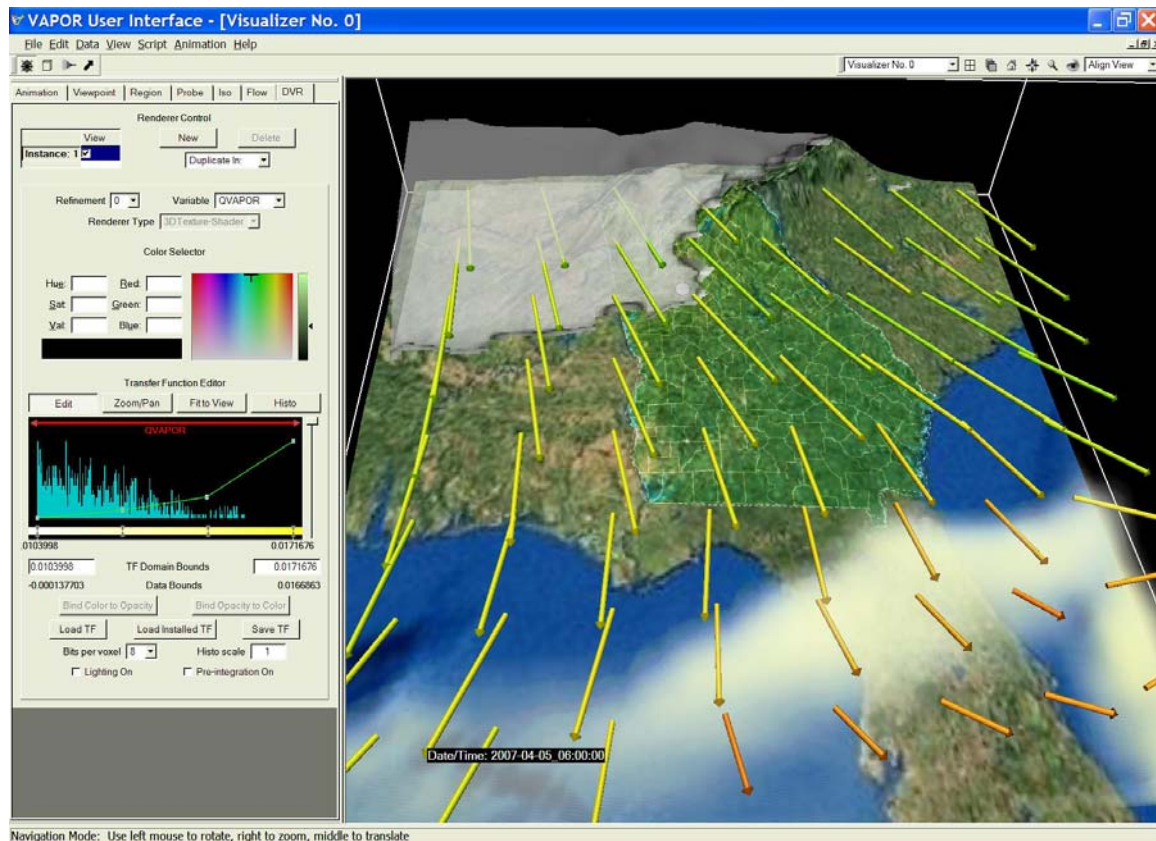 VAPOR User Interface - [Visualizer No. 0]
File Edit Data View Script Animation Help
Visualizer No. 0 Align View
Animation Viewpoint Region Probe Iso Flow DVR
Renderer Control
View New Delete
Instance: 1 Duplicate In:
Refinement 0 Variable QVAPOR
Renderer Type 3DTexture-Shader
Color Selector
Hue: Red:
Sat: Green:
Val: Blue:
Transfer Function Editor
Edit Zoom/Pan Fit to View Histo
QVAPOR
.0103998 0.0171676
0.0103998 TF Domain Bounds 0.0171676
-0.000137703 Data Bounds 0.0166863
Bind Color to Opacity Bind Opacity to Color
Load TF Load Installed TF Save TF
Bits per voxel 8 Histo scale 1
Lighting On Pre-integration On
Date/Time: 2007-04-05_06:00:00
Navigation Mode: Use left mouse to rotate, right to zoom, middle to translate